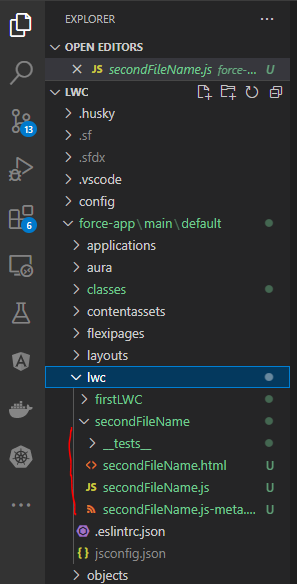 EXPLORER
OPEN EDITORS
JS secondFileName.js force-... U
LWC
.husky
.sf
.sfdx
.vscode
13
config
force-app\main\default
applications
6
aura
classes
contentassets
flexipages
layouts
lwc
firstLWC
secondFileName
__tests__
<> secondFileName.html U
JS secondFileName.js U
secondFileName.js-meta.... U
.eslintrc.json
jsconfig.json
objects